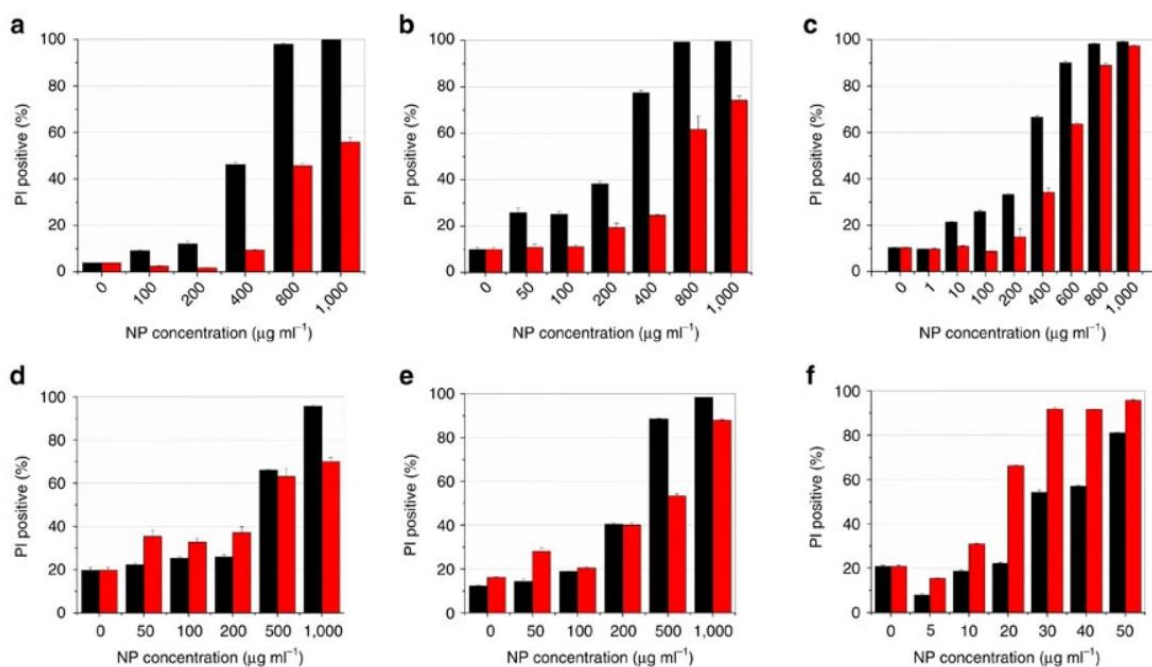 a
100
80
60
40
20
0
PI positive (%)
0 100 200 400 800 1,000
NP concentration (μg ml⁻¹)
b
100
80
60
40
20
0
PI positive (%)
0 50 100 200 400 800 1,000
NP concentration (μg ml⁻¹)
c
100
80
60
40
20
0
PI positive (%)
0 1 10 100 200 400 600 800 1,000
NP concentration (μg ml⁻¹)
d
100
80
60
40
20
0
PI positive (%)
0 50 100 200 500 1,000
NP concentration (μg ml⁻¹)
e
100
80
60
40
20
0
PI positive (%)
0 50 100 200 500 1,000
NP concentration (μg ml⁻¹)
f
100
80
60
40
20
0
PI positive (%)
0 5 10 20 30 40 50
NP concentration (μg ml⁻¹)